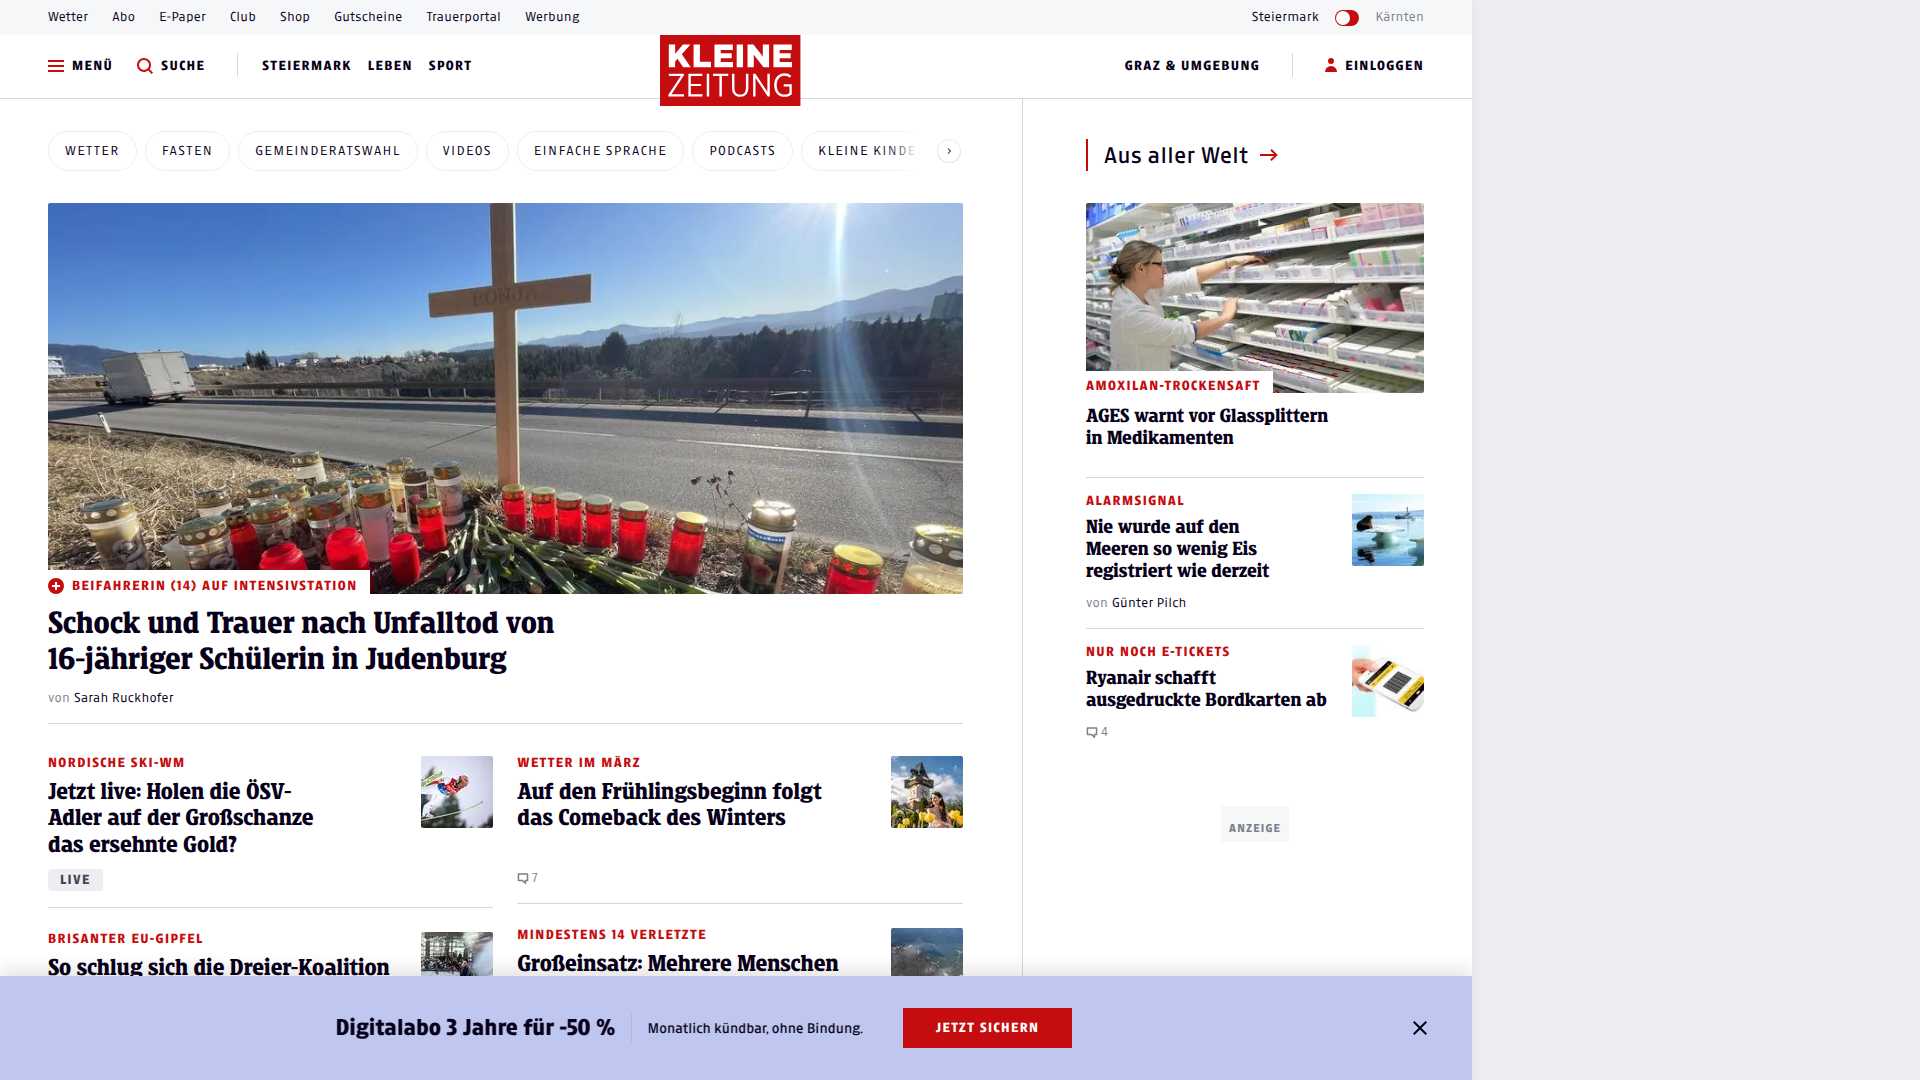 Wetter
Abo
E-Paper
Club
Shop
Gutscheine
Trauerportal
Werbung
Steiermark
Kärnten
MENÜ
SUCHE
STEIERMARK
LEBEN
SPORT
KLEINE
ZEITUNG
GRAZ & UMGEBUNG
EINLOGGEN
WETTER
FASTEN
GEMEINDERATSWAHL
VIDEOS
EINFACHE SPRACHE
PODCASTS
KLEINE KINDE
BEIFAHRERIN (14) AUF INTENSIVSTATION
Schock und Trauer nach Unfalltod von
16-jähriger Schülerin in Judenburg
von Sarah Ruckhofer
NORDISCHE SKI-WM
Jetzt live: Holen die ÖSV-
Adler auf der Großschanze
das ersehnte Gold?
LIVE
WETTER IM MÄRZ
Auf den Frühlingsbeginn folgt
das Comeback des Winters
7
BRISANTER EU-GIPFEL
So schlug sich die Dreier-Koalition
MINDESTENS 14 VERLETZTE
Großeinsatz: Mehrere Menschen
Aus aller Welt
AMOXILAN-TROCKENSAFT
AGES warnt vor Glassplittern
in Medikamenten
ALARMSIGNAL
Nie wurde auf den
Meeren so wenig Eis
registriert wie derzeit
von Günter Pilch
NUR NOCH E-TICKETS
Ryanair schafft
ausgedruckte Bordkarten ab
4
ANZEIGE
Digitalabo 3 Jahre für -50 %
Monatlich kündbar, ohne Bindung.
JETZT SICHERN